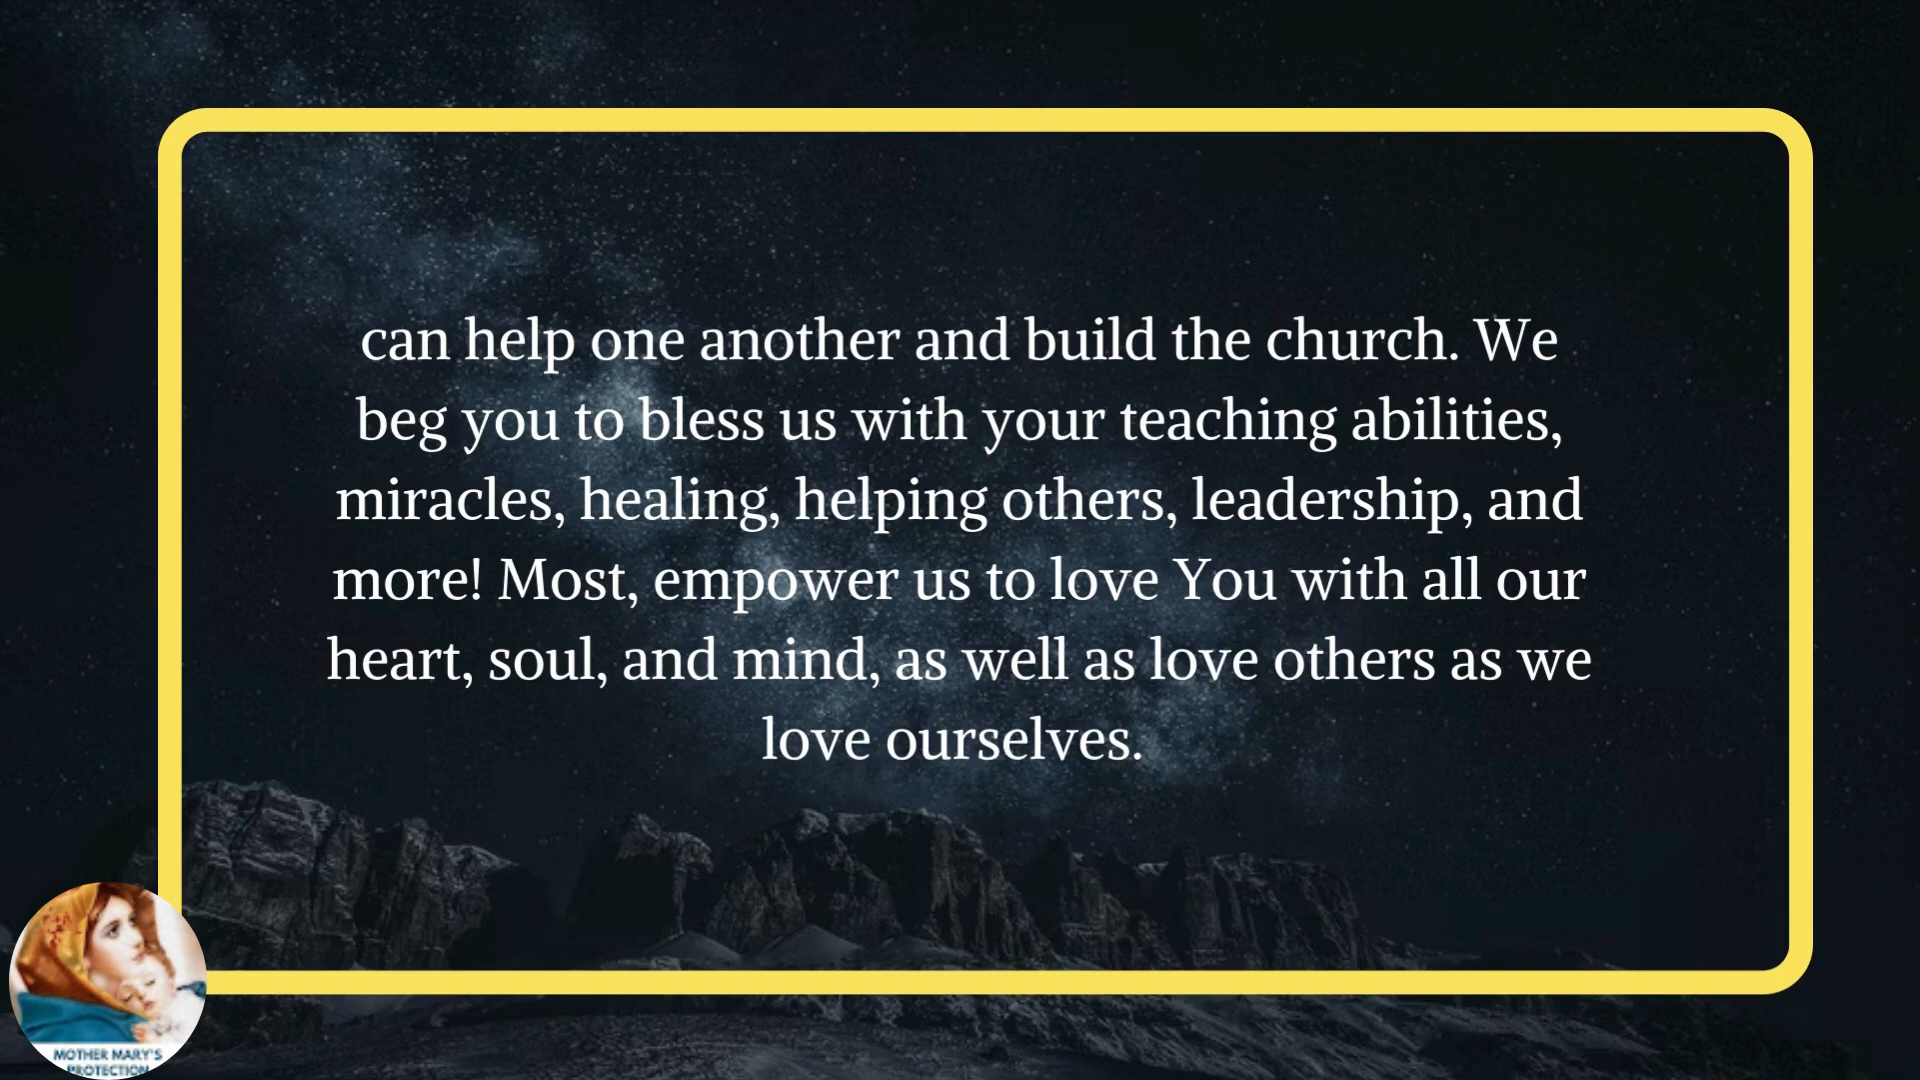 can help one another and build the church. We
beg you to bless us with your teaching abilities,
miracles, healing, helping others, leadership, and
more! Most, empower us to love You with all our
heart, soul, and mind, as well as love others as we
love ourselves.
MOTHER MARY'S
PROTECTION